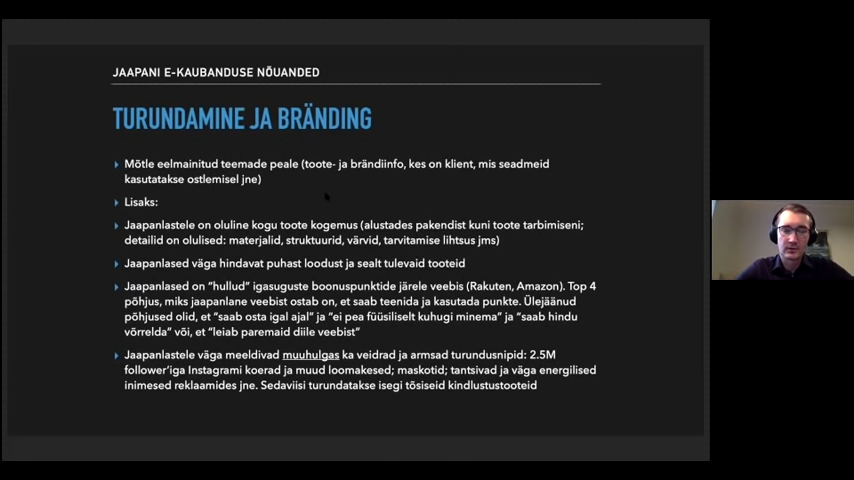 JAAPANI E-KAUBANDUSE NÕUANDED
TURUNDAMINE JA BRÄNDING
Mõtle eelmainitud teemade peale (toote- ja brändiinfo, kes on klient, mis seadmeid
kasutatakse ostlemisel jne)
Lisaks:
Jaapanlastele on oluline kogu toote kogemus (alustades pakendist kuni toote tarbimiseni;
detailid on olulised: materjalid, struktuurid, värvid, tarvitamise lihtsus jms)
Jaapanlased väga hindavat puhast loodust ja sealt tulevaid tooteid
Jaapanlased on "hullud" igasuguste boonuspunktide järele veebis (Rakuten, Amazon). Top 4
põhjus, miks jaapanlane veebist ostab on, et saab teenida ja kasutada punkte. Ülejäänud
põhjused olid, et "saab osta igal ajal" ja "ei pea füüsiliselt kuhugi minema" ja "saab hindu
võrrelda" või, et "leiab paremaid diile veebist"
Jaapanlastele väga meeldivad muuhulgas ka veidrad ja armsad turundusnipid: 2.5M
follower'iga Instagrami koerad ja muud loomakesed; maskotid; tantsivad ja väga energilised
inimesed reklaamides jne. Sedaviisi turundatakse isegi tõsiseid kindlustustooteid